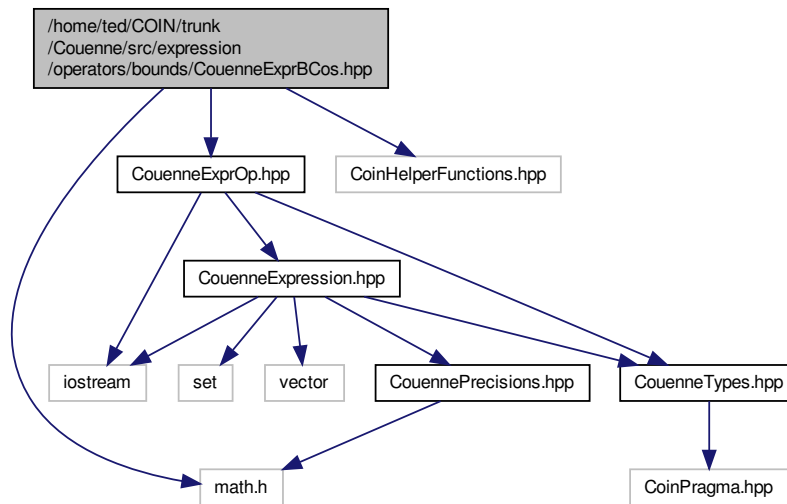 /home/ted/COIN/trunk
/Couenne/src/expression
/operators/bounds/CouenneExprBCos.hpp
CouenneExprOp.hpp
CoinHelperFunctions.hpp
CouenneExpression.hpp
iostream
set
vector
CouennePrecisions.hpp
CouenneTypes.hpp
math.h
CoinPragma.hpp